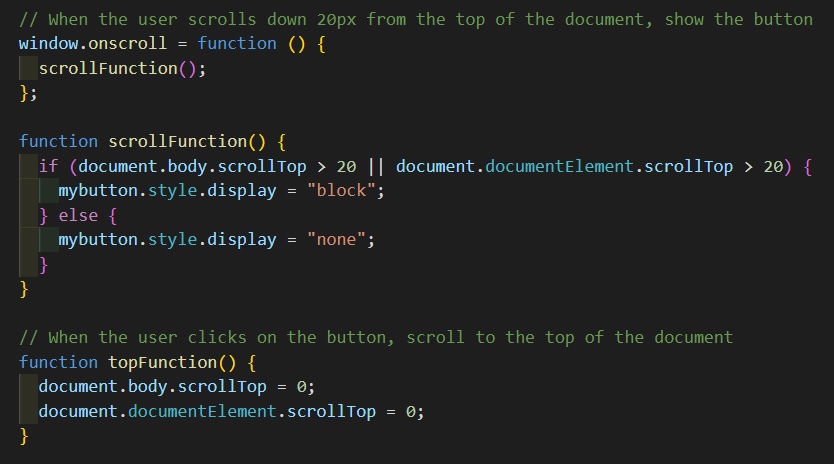 // When the user scrolls down 20px from the top of the document, show the button
window.onscroll = function () {
  scrollFunction();
};

function scrollFunction() {
  if (document.body.scrollTop > 20 || document.documentElement.scrollTop > 20) {
    mybutton.style.display = "block";
  } else {
    mybutton.style.display = "none";
  }
}

// When the user clicks on the button, scroll to the top of the document
function topFunction() {
  document.body.scrollTop = 0;
  document.documentElement.scrollTop = 0;
}